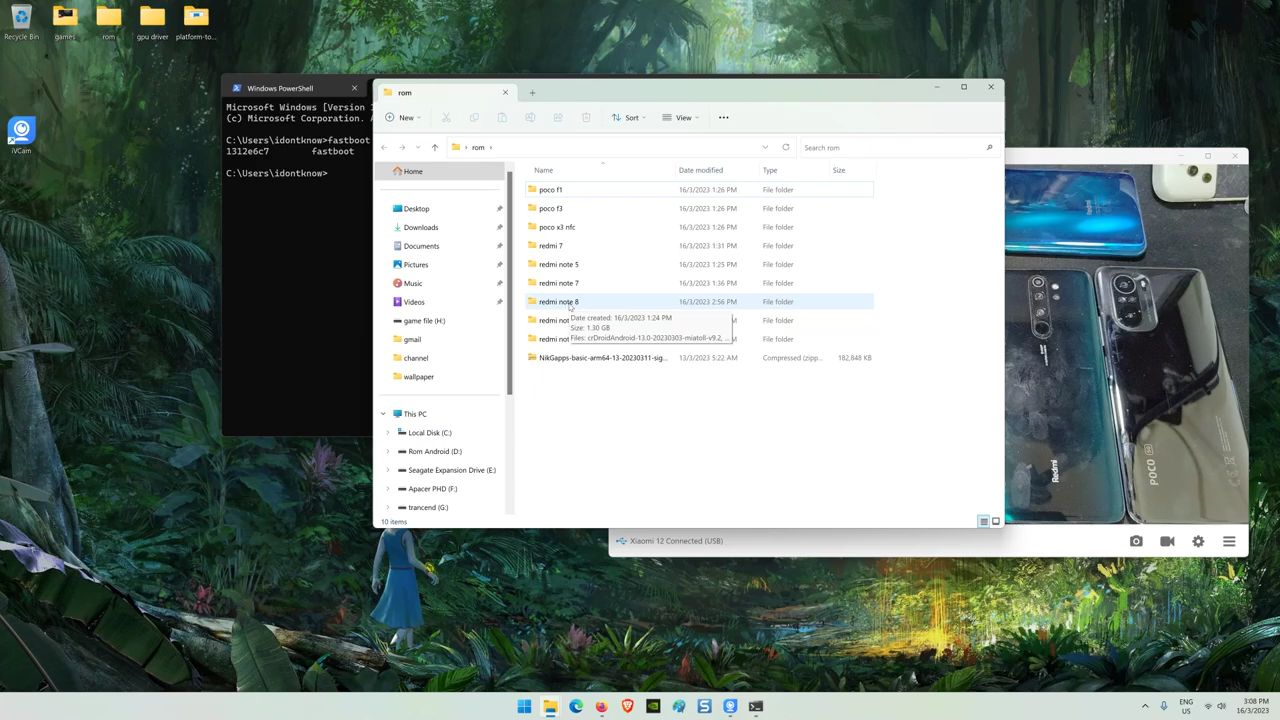 Recycle Bin
games
rom
gpu driver
platform-to...
iVCam
Windows PowerShell
Microsoft Windows [Version
(c) Microsoft Corporation.
C:\Users\idontknow>fastboot
1312e6c7 fastboot
C:\Users\idontknow>
rom
New
Sort
View
rom
Search rom
Name Date modified Type Size
Home
Desktop
Downloads
Documents
Pictures
Music
Videos
game file (H:)
gmail
channel
wallpaper
This PC
Local Disk (C:)
Rom Android (D:)
Seagate Expansion Drive (E:)
Apacer PHD (F:)
trancend (G:)
poco f1 16/3/2023 1:26 PM File folder
poco f3 16/3/2023 1:26 PM File folder
poco x3 nfc 16/3/2023 1:26 PM File folder
redmi 7 16/3/2023 1:31 PM File folder
redmi note 5 16/3/2023 1:25 PM File folder
redmi note 7 16/3/2023 1:36 PM File folder
redmi note 8 16/3/2023 2:56 PM File folder
redmi not M File folder
redmi not M File folder
NikGapps-basic-arm64-13-20230311-sig... 13/3/2023 5:22 AM Compressed (zipp... 182,848 KB
Date created: 16/3/2023 1:24 PM
Size: 1.30 GB
Files: crDroidAndroid-13.0-20230303-miatoll-v9.2, ...
10 items
Redmi
Redmi
POCO
Xiaomi 12 Connected (USB)
ENG
US
3:08 PM
16/3/2023